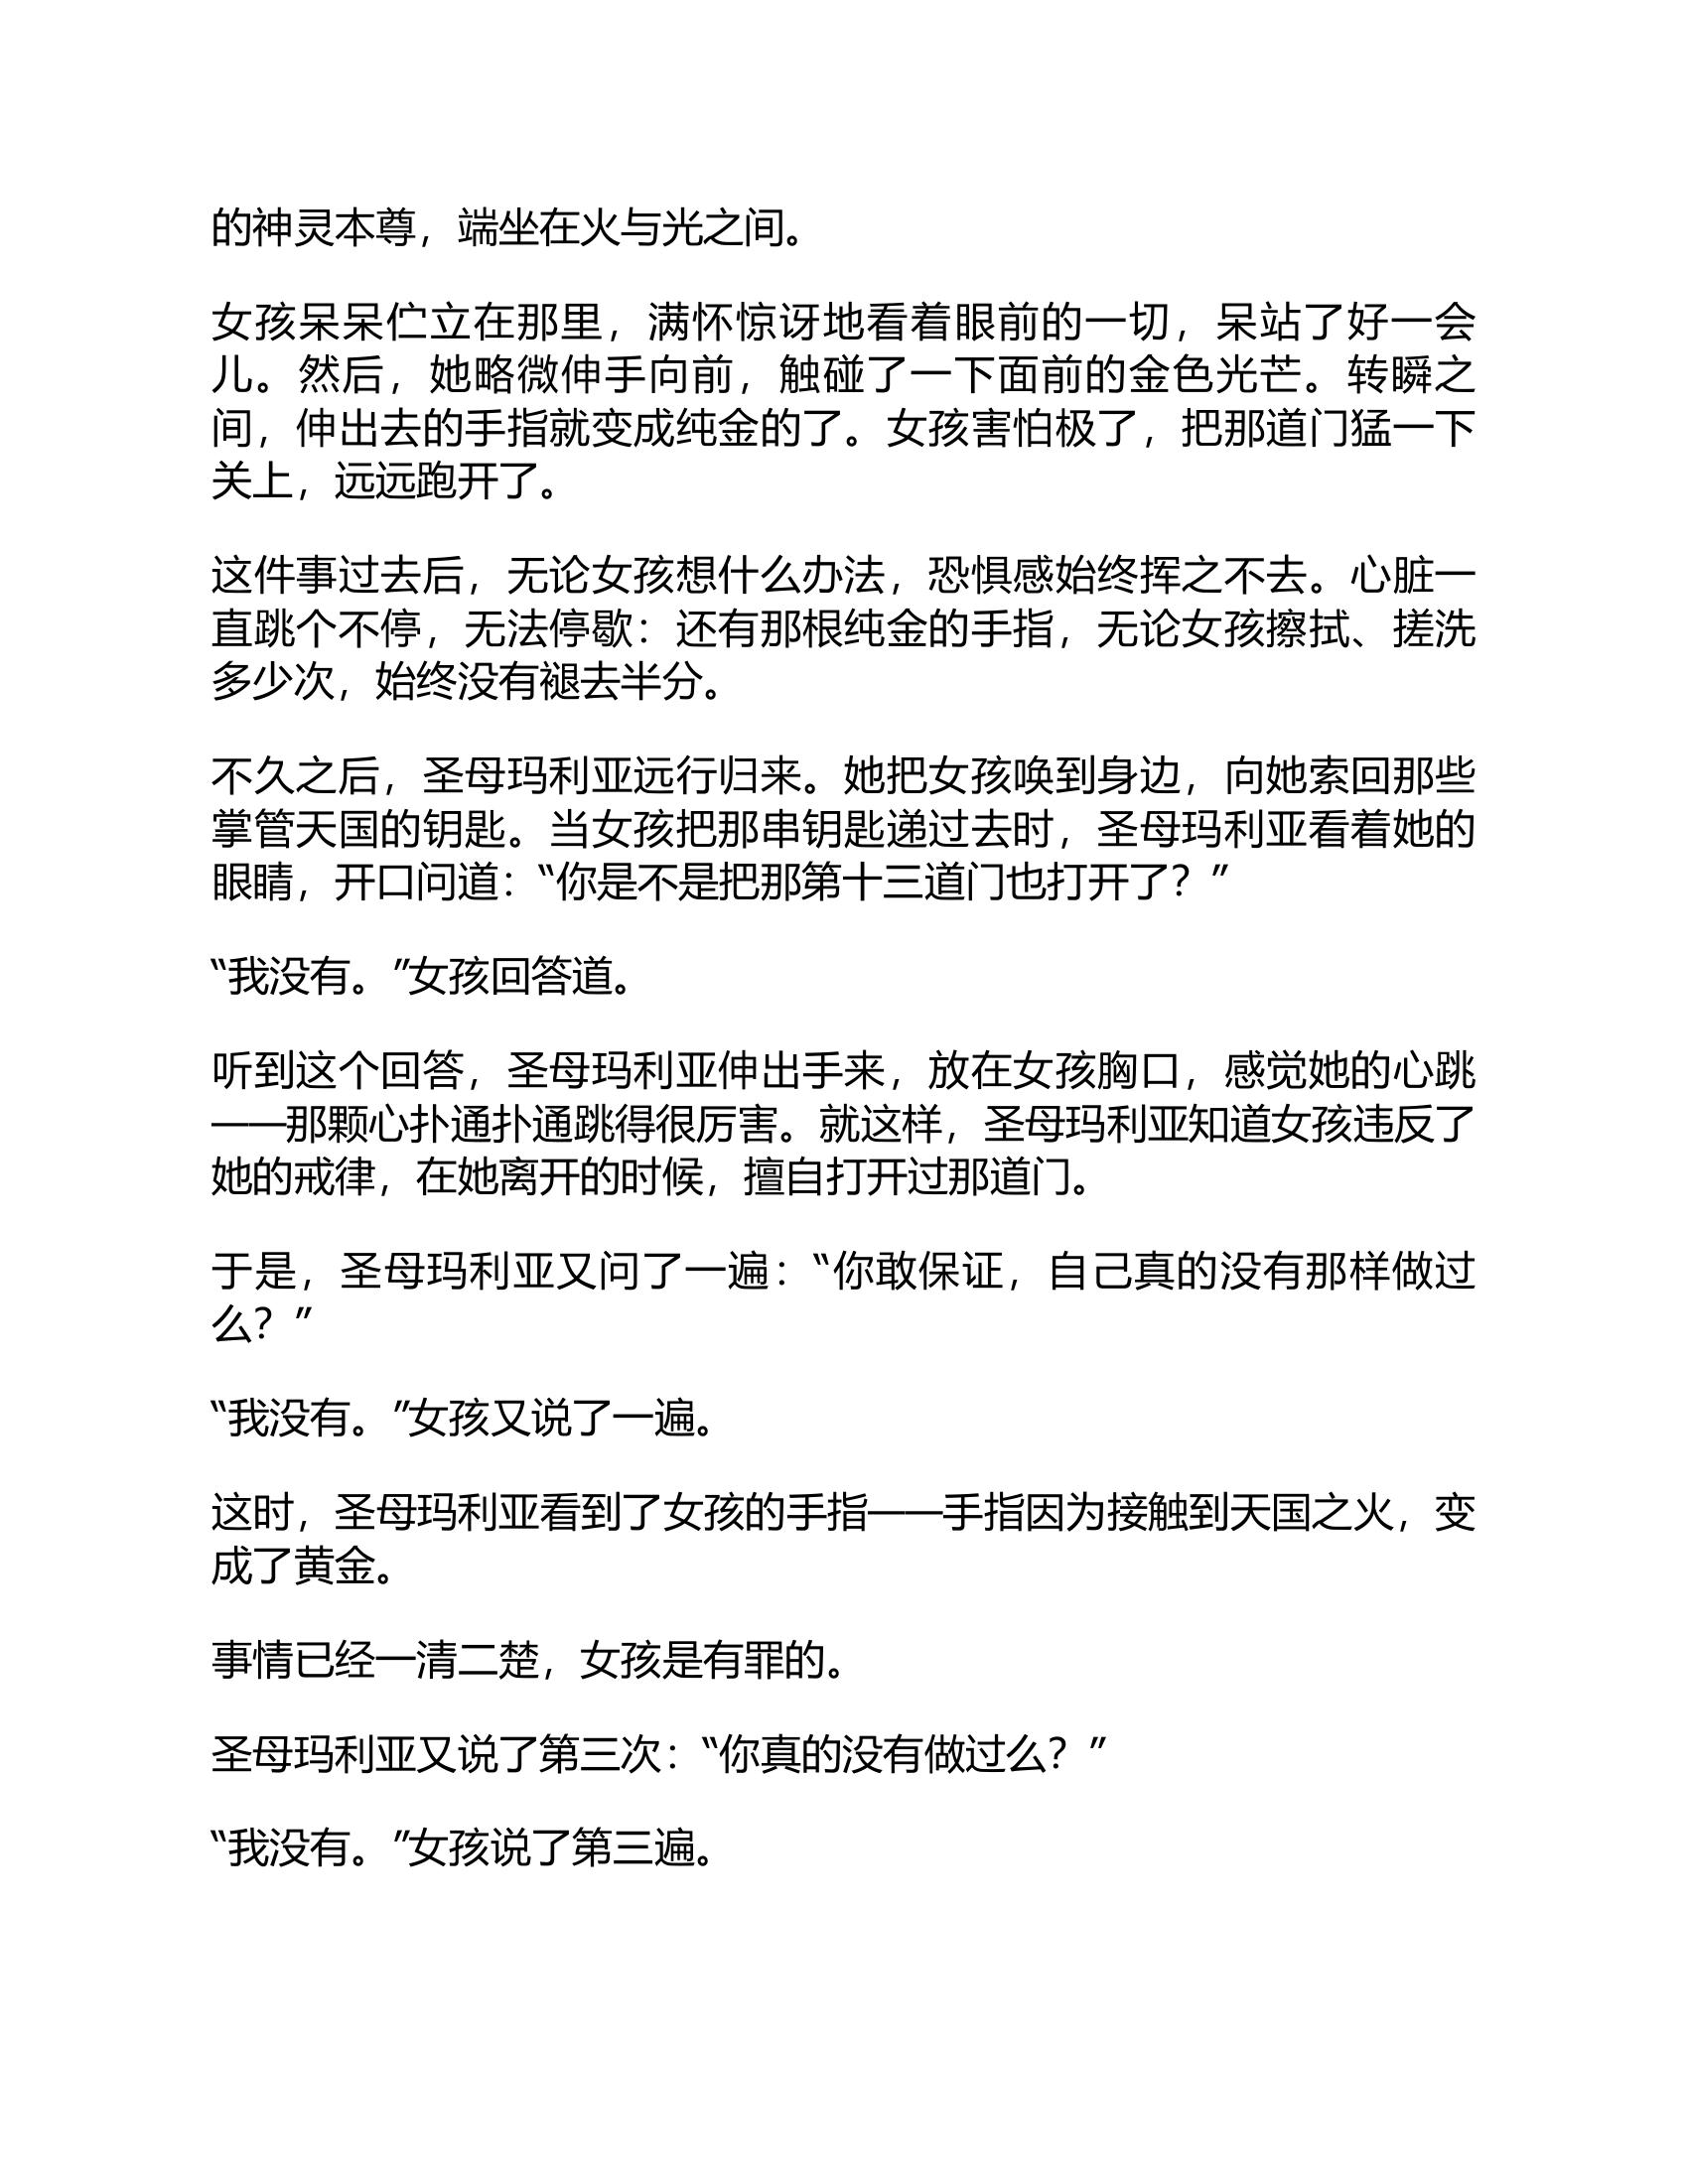 的神灵本尊，端坐在火与光之间。
女孩呆呆伫立在那里，满怀惊讶地看着眼前的一切，呆站了好一会
儿。然后，她略微伸手向前，触碰了一下面前的金色光芒。转瞬之
间，伸出去的手指就变成纯金的了。女孩害怕极了，把那道门猛一下
关上，远远跑开了。
这件事过去后，无论女孩想什么办法，恐惧感始终挥之不去。心脏一
直跳个不停，无法停歇：还有那根纯金的手指，无论女孩擦拭、搓洗
多少次，始终没有褪去半分。
不久之后，圣母玛利亚远行归来。她把女孩唤到身边，向她索回那些
掌管天国的钥匙。当女孩把那串钥匙递过去时，圣母玛利亚看着她的
眼睛，开口问道：“你是不是把那第十三道门也打开了？”
“我没有。”女孩回答道。
听到这个回答，圣母玛利亚伸出手来，放在女孩胸口，感觉她的心跳
——那颗心扑通扑通跳得很厉害。就这样，圣母玛利亚知道女孩违反了
她的戒律，在她离开的时候，擅自打开过那道门。
于是，圣母玛利亚又问了一遍：“你敢保证，自己真的没有那样做过
么？”
“我没有。”女孩又说了一遍。
这时，圣母玛利亚看到了女孩的手指——手指因为接触到天国之火，变
成了黄金。
事情已经一清二楚，女孩是有罪的。
圣母玛利亚又说了第三次：“你真的没有做过么？”
“我没有。”女孩说了第三遍。